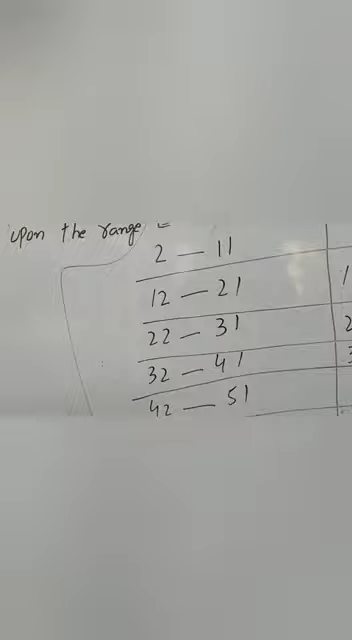 upon the range =
2 — 11
12 — 21
22 — 31
32 — 41
42 — 51